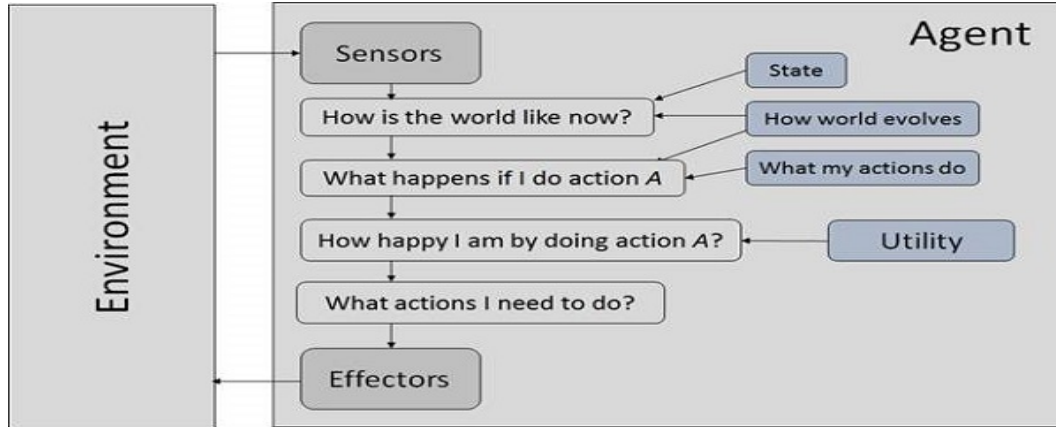 Agent
Environment
Sensors
State
How is the world like now?
How world evolves
What happens if I do action A
What my actions do
How happy I am by doing action A?
Utility
What actions I need to do?
Effectors